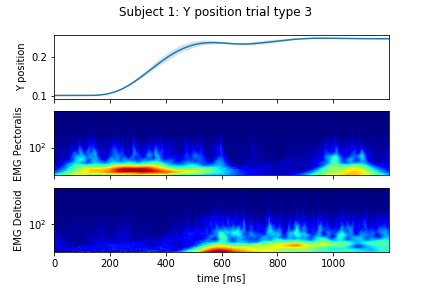 Subject 1: Y position trial type 3
Y position
0.2
0.1
EMG Pectoralis
10²
EMG Deltoid
10²
0 200 400 600 800 1000
time [ms]